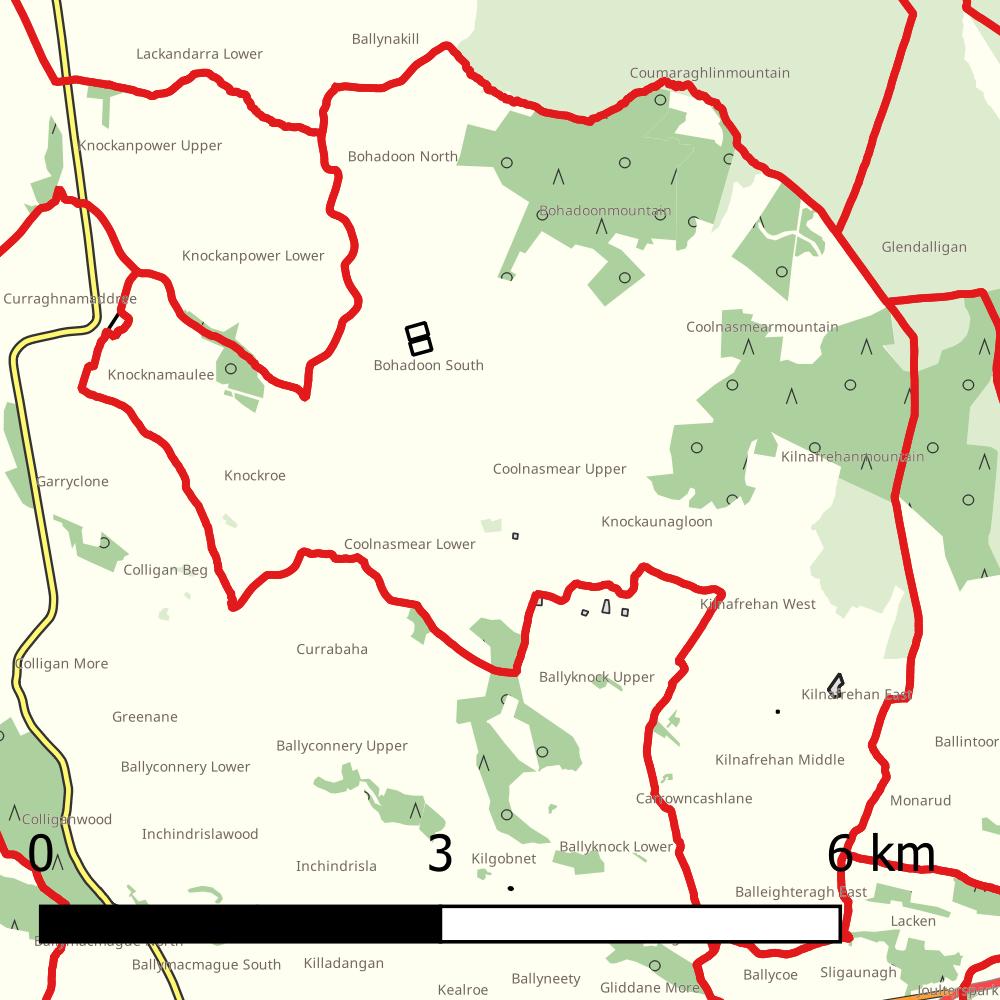 Ballynakill
Lackandarra Lower
Coumaraghlinmountain
Knockanpower Upper
Bohadoon North
Bohadoonmountain
Glendalligan
Knockanpower Lower
Curraghnamaddree
Coolnasmearmountain
Bohadoon South
Knocknamaulee
Kilnafrehanmountain
Coolnasmear Upper
Knockroe
Garryclone
Knockaunagloon
Coolnasmear Lower
Colligan Beg
Kilnafrehan West
Currabaha
Colligan More
Ballyknock Upper
Kilnafrehan East
Greenane
Ballintoor
Ballyconnery Upper
Kilnafrehan Middle
Ballyconnery Lower
Carrowncashlane
Monarud
Colliganwood
Inchindrislawood
Ballyknock Lower
0 3 6 km
Kilgobnet
Inchindrisla
Balleighteragh East
Lacken
Ballymacmague North
Ballymacmague South
Killadangan
Sligaunagh
Ballycoe
Ballyneety
Gliddane More
Kealroe